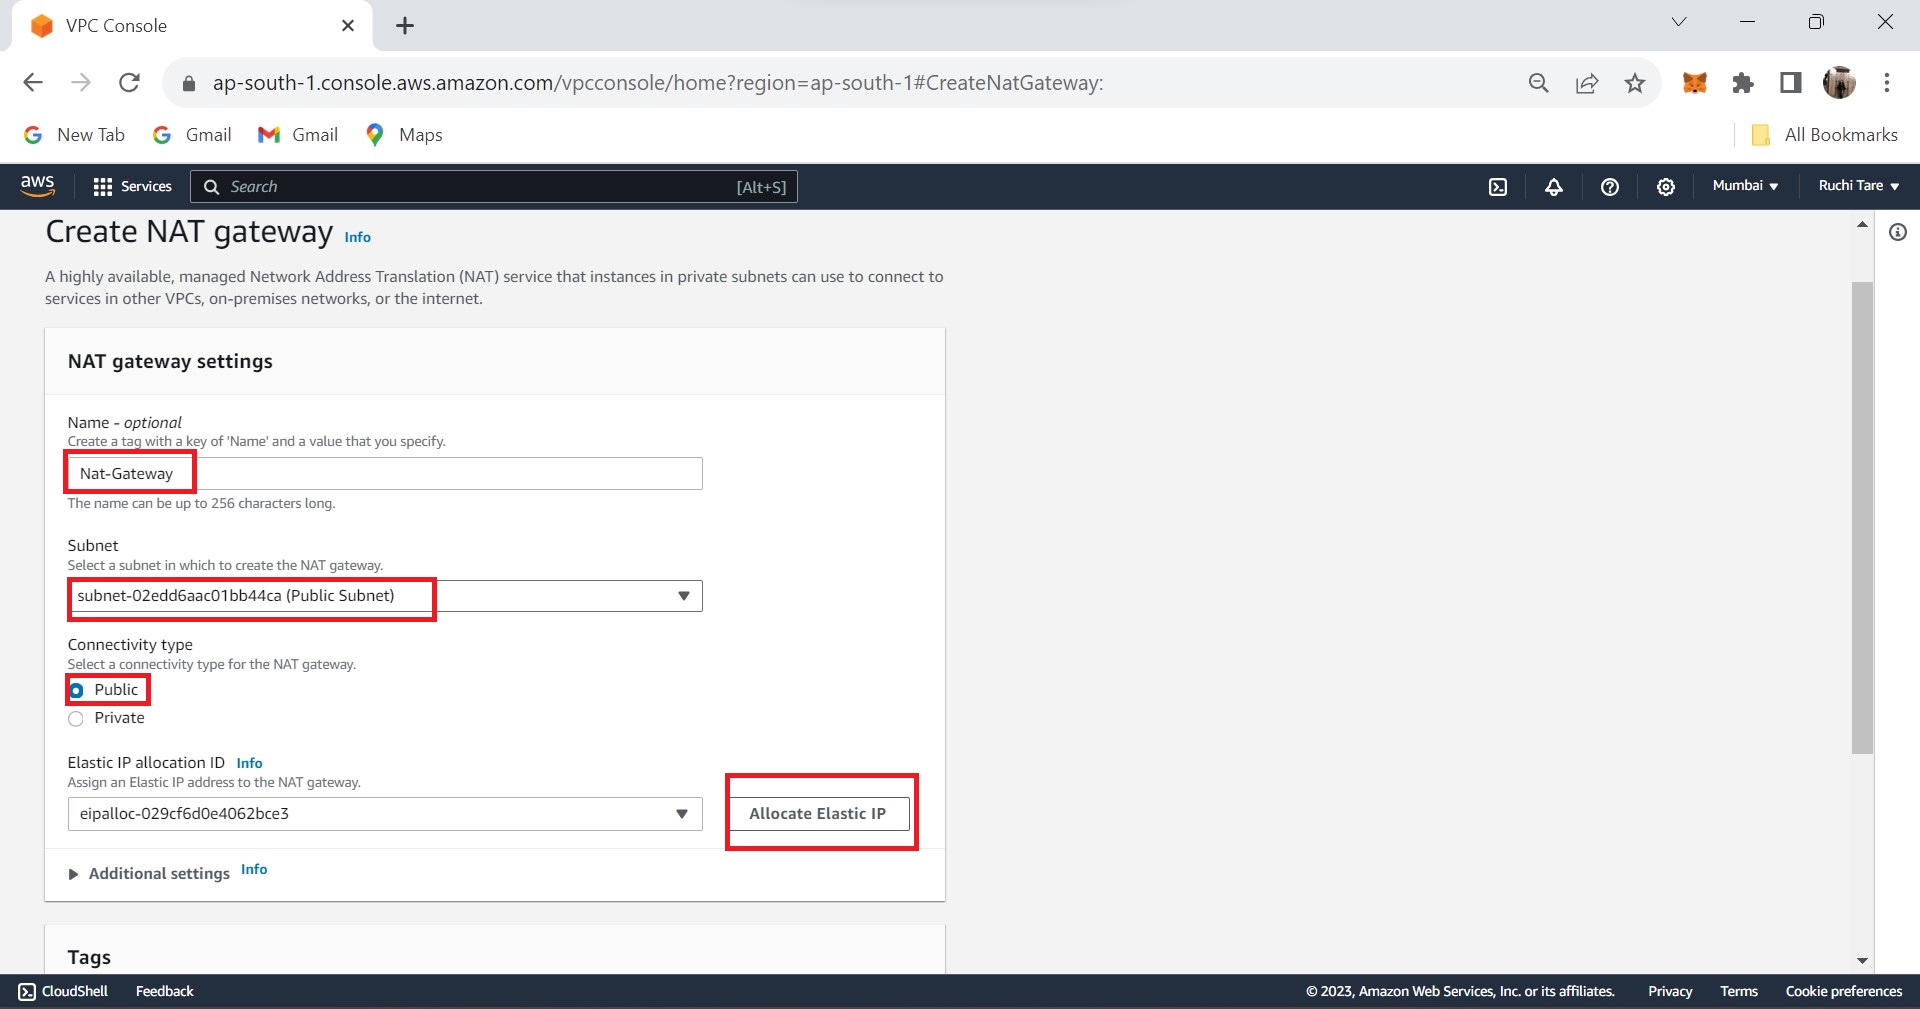 VPC Console
ap-south-1.console.aws.amazon.com/vpcconsole/home?region=ap-south-1#CreateNatGateway:
New Tab Gmail Gmail Maps All Bookmarks
aws Services Search [Alt+S] Mumbai Ruchi Tare
Create NAT gateway Info
A highly available, managed Network Address Translation (NAT) service that instances in private subnets can use to connect to
services in other VPCs, on-premises networks, or the internet.
NAT gateway settings
Name - optional
Create a tag with a key of 'Name' and a value that you specify.
Nat-Gateway
The name can be up to 256 characters long.
Subnet
Select a subnet in which to create the NAT gateway.
subnet-02edd6aac01bb44ca (Public Subnet)
Connectivity type
Select a connectivity type for the NAT gateway.
Public
Private
Elastic IP allocation ID Info
Assign an Elastic IP address to the NAT gateway.
eipalloc-029cf6d0e4062bce3 Allocate Elastic IP
Additional settings Info
Tags
CloudShell Feedback © 2023, Amazon Web Services, Inc. or its affiliates. Privacy Terms Cookie preferences